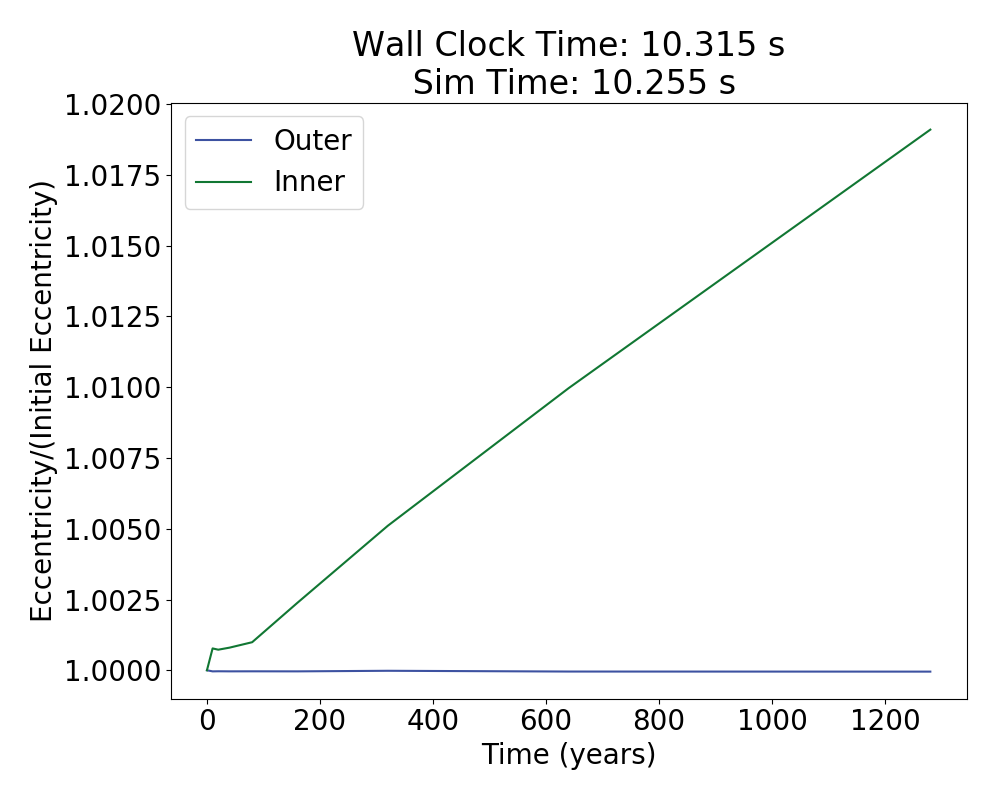 Wall Clock Time: 10.315 s
Sim Time: 10.255 s
Eccentricity/(Initial Eccentricity)
1.0200
1.0175
1.0150
1.0125
1.0100
1.0075
1.0050
1.0025
1.0000
Outer
Inner
0 200 400 600 800 1000 1200
Time (years)